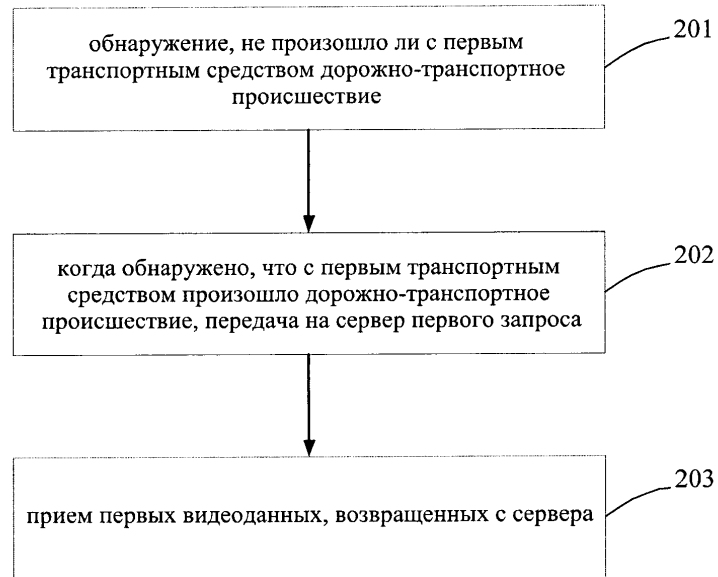 обнаружение, не произошло ли с первым
транспортным средством дорожно-транспортное
происшествие
201
когда обнаружено, что с первым транспортным
средством произошло дорожно-транспортное
происшествие, передача на сервер первого запроса
202
прием первых видеоданных, возвращенных с сервера
203